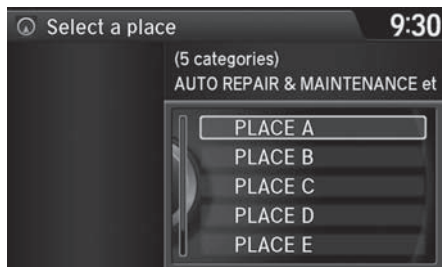 Select a place
9:30
(5 categories)
AUTO REPAIR & MAINTENANCE et
PLACE A
PLACE B
PLACE C
PLACE D
PLACE E